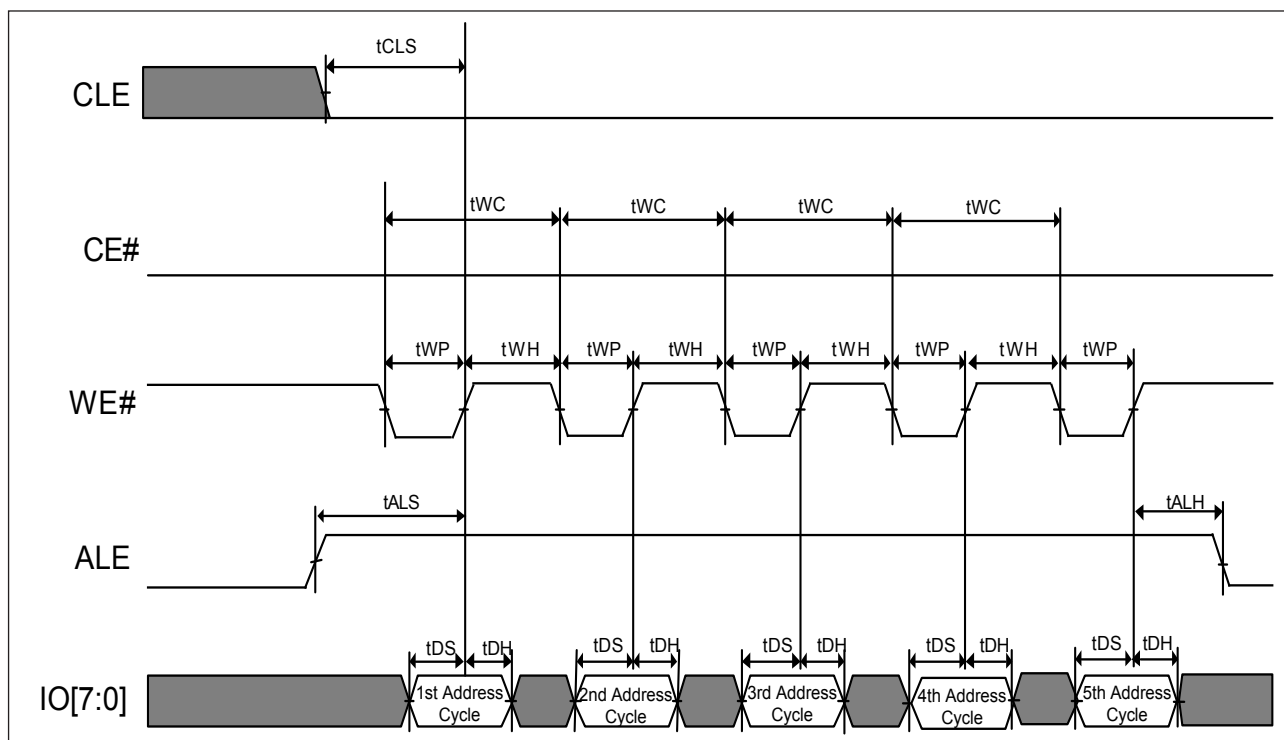 tCLS
CLE
tWC tWC tWC tWC
CE#
tWP tWH tWP tWH tWP tWH tWP tWH tWP
WE#
tALS tALH
ALE
tDS tDH tDS tDH tDS tDH tDS tDH tDS tDH
IO[7:0]
1st Address Cycle
2nd Address Cycle
3rd Address Cycle
4th Address Cycle
5th Address Cycle